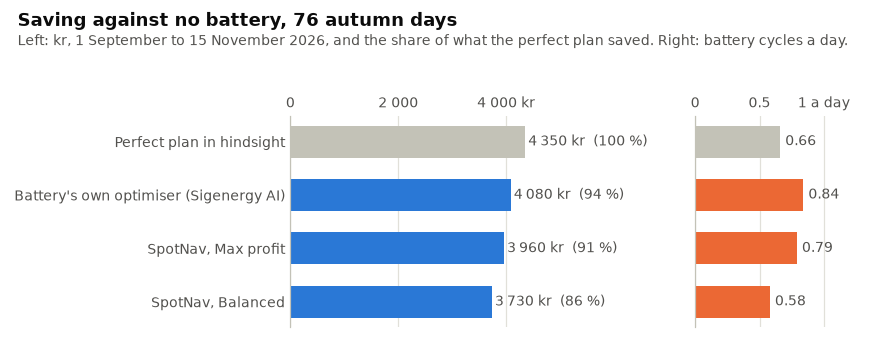 Saving against no battery, 76 autumn days
Left: kr, 1 September to 15 November 2026, and the share of what the perfect plan saved. Right: battery cycles a day.
0 2 000 4 000 kr 0 0.5 1 a day
Perfect plan in hindsight 4 350 kr (100 %) 0.66
Battery's own optimiser (Sigenergy AI) 4 080 kr (94 %) 0.84
SpotNav, Max profit 3 960 kr (91 %) 0.79
SpotNav, Balanced 3 730 kr (86 %) 0.58